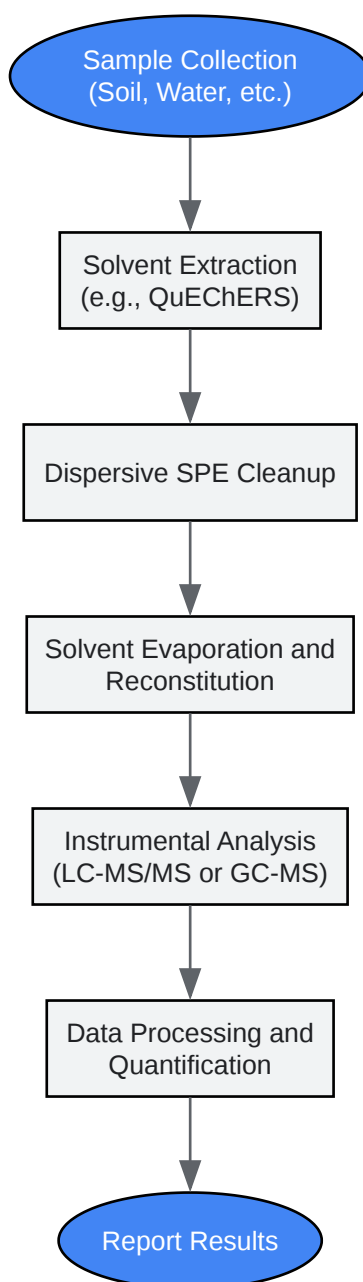 Sample Collection
(Soil, Water, etc.)
Solvent Extraction
(e.g., QuEChERS)
Dispersive SPE Cleanup
Solvent Evaporation and
Reconstitution
Instrumental Analysis
(LC-MS/MS or GC-MS)
Data Processing and
Quantification
Report Results